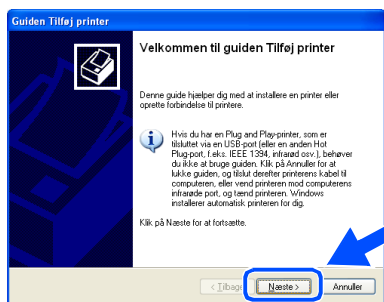 Guiden Tilføj printer
Velkommen til guiden Tilføj printer
Denne guide hjælper dig med at installere en printer eller
oprette forbindelse til printere.
Hvis du har en Plug and Play-printer, som er
tilsluttet via en USB-port (eller en anden Hot
Plug-port, f.eks. IEEE 1394, infrarød osv.), behøver
du ikke at bruge guiden. Klik på Annuller for at
lukke guiden, og tilslut derefter printerens kabel til
computeren, eller vend printeren mod computerens
infrarøde port, og tænd printeren. Windows
installerer automatisk printeren for dig.
Klik på Næste for at fortsætte.
< Tilbage Næste > Annuller